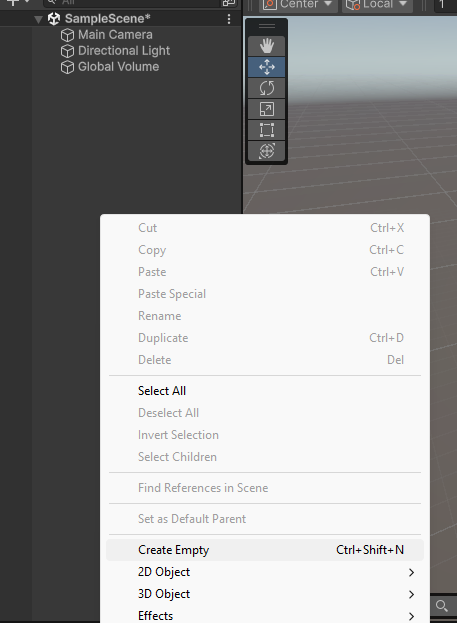 All
SampleScene*
Center
Local
1
Main Camera
Directional Light
Global Volume
Cut Ctrl+X
Copy Ctrl+C
Paste Ctrl+V
Paste Special
Rename
Duplicate Ctrl+D
Delete Del
Select All
Deselect All
Invert Selection
Select Children
Find References in Scene
Set as Default Parent
Create Empty Ctrl+Shift+N
2D Object
3D Object
Effects